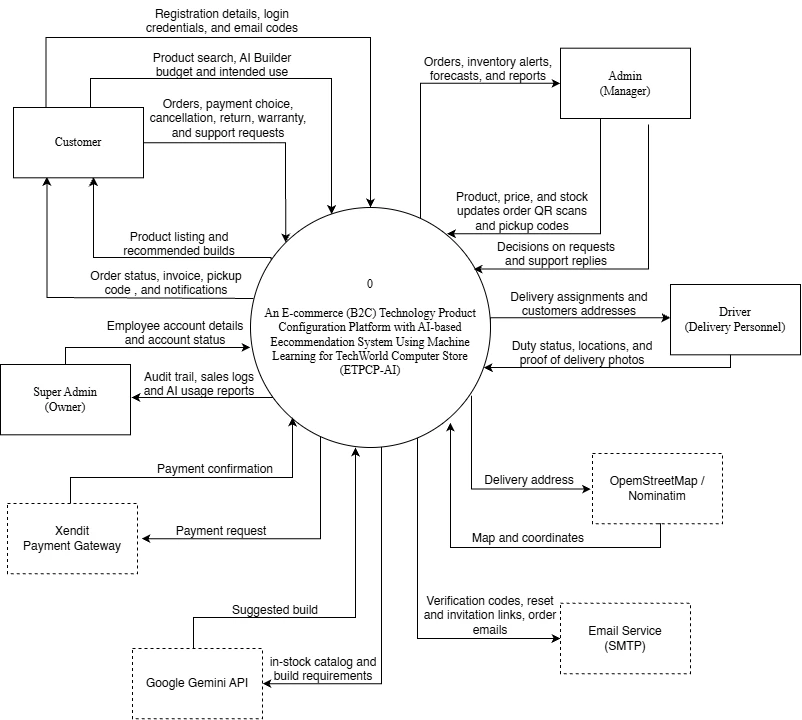 Registration details, login
credentials, and email codes
Product search, AI Builder
budget and intended use
Orders, payment choice,
cancellation, return, warranty,
and support requests
Customer
Product listing and
recommended builds
Order status, invoice, pickup
code , and notifications
Orders, inventory alerts,
forecasts, and reports
Admin
(Manager)
Product, price, and stock
updates order QR scans
and pickup codes
Decisions on requests
and support replies
0
An E-commerce (B2C) Technology Product
Configuration Platform with AI-based
Eecommendation System Using Machine
Learning for TechWorld Computer Store
(ETPCP-AI)
Delivery assignments and
customers addresses
Driver
(Delivery Personnel)
Duty status, locations, and
proof of delivery photos
Employee account details
and account status
Super Admin
(Owner)
Audit trail, sales logs
and AI usage reports
Payment confirmation
Xendit
Payment Gateway
Payment request
Delivery address
OpemStreetMap /
Nominatim
Map and coordinates
Suggested build
Google Gemini API
in-stock catalog and
build requirements
Verification codes, reset
and invitation links, order
emails
Email Service
(SMTP)